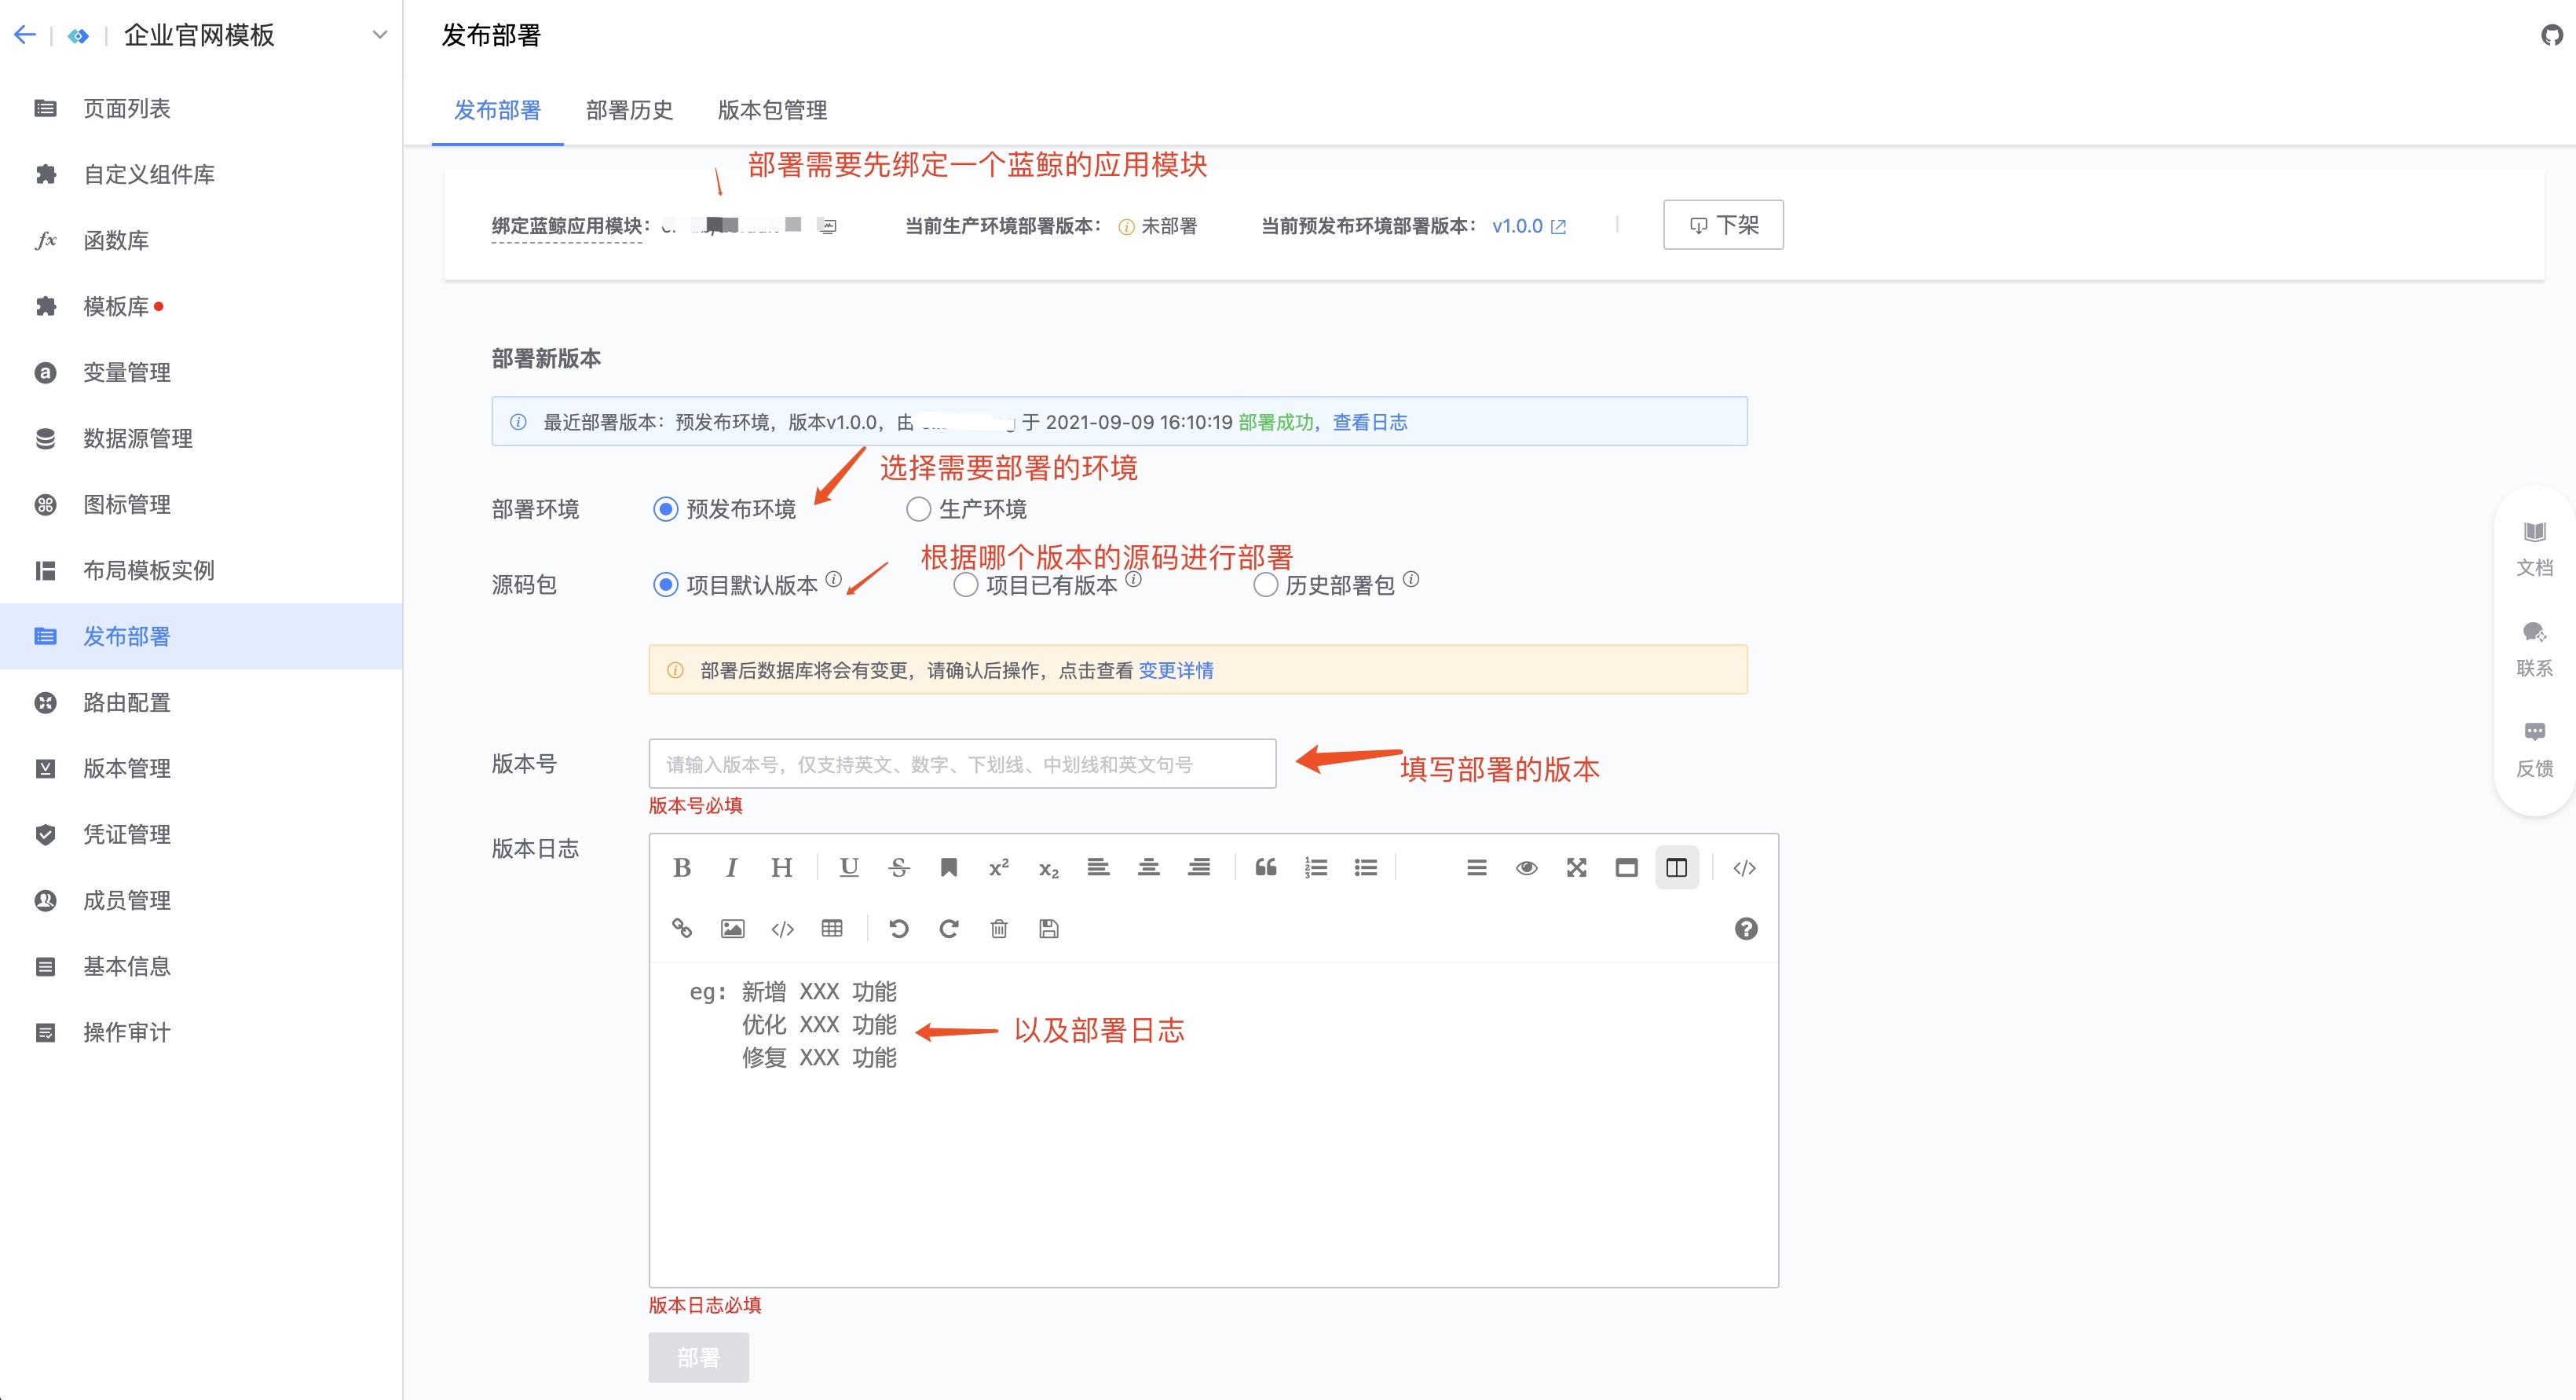 企业官网模板
页面列表
自定义组件库
函数库
模板库
变量管理
数据源管理
图标管理
布局模板实例
发布部署
路由配置
版本管理
凭证管理
成员管理
基本信息
操作审计
发布部署
发布部署 部署历史 版本包管理
部署需要先绑定一个蓝鲸的应用模块
绑定蓝鲸应用模块： 当前生产环境部署版本： 未部署 当前预发布环境部署版本： v1.0.0 下架
部署新版本
最近部署版本：预发布环境，版本v1.0.0，由 于 2021-09-09 16:10:19 部署成功，查看日志
选择需要部署的环境
部署环境 预发布环境 生产环境
根据哪个版本的源码进行部署
源码包 项目默认版本 项目已有版本 历史部署包
部署后数据库将会有变更，请确认后操作，点击查看 变更详情
版本号 请输入版本号，仅支持英文、数字、下划线、中划线和英文句号
填写部署的版本
版本号必填
版本日志
eg: 新增 XXX 功能
优化 XXX 功能
修复 XXX 功能
以及部署日志
版本日志必填
部署
文档
联系
反馈